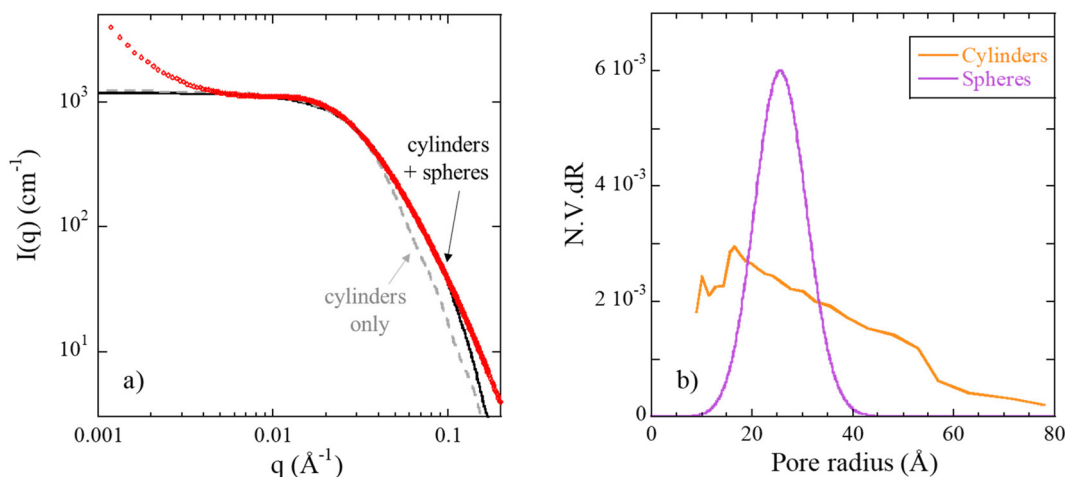 10³
10²
10¹
I(q) (cm⁻¹)
cylinders
+ spheres
cylinders
only
a)
0.001
0.01
0.1
q (Å⁻¹)
Cylinders
Spheres
6 10⁻³
4 10⁻³
2 10⁻³
0
N.V.dR
b)
0 20 40 60 80
Pore radius (Å)